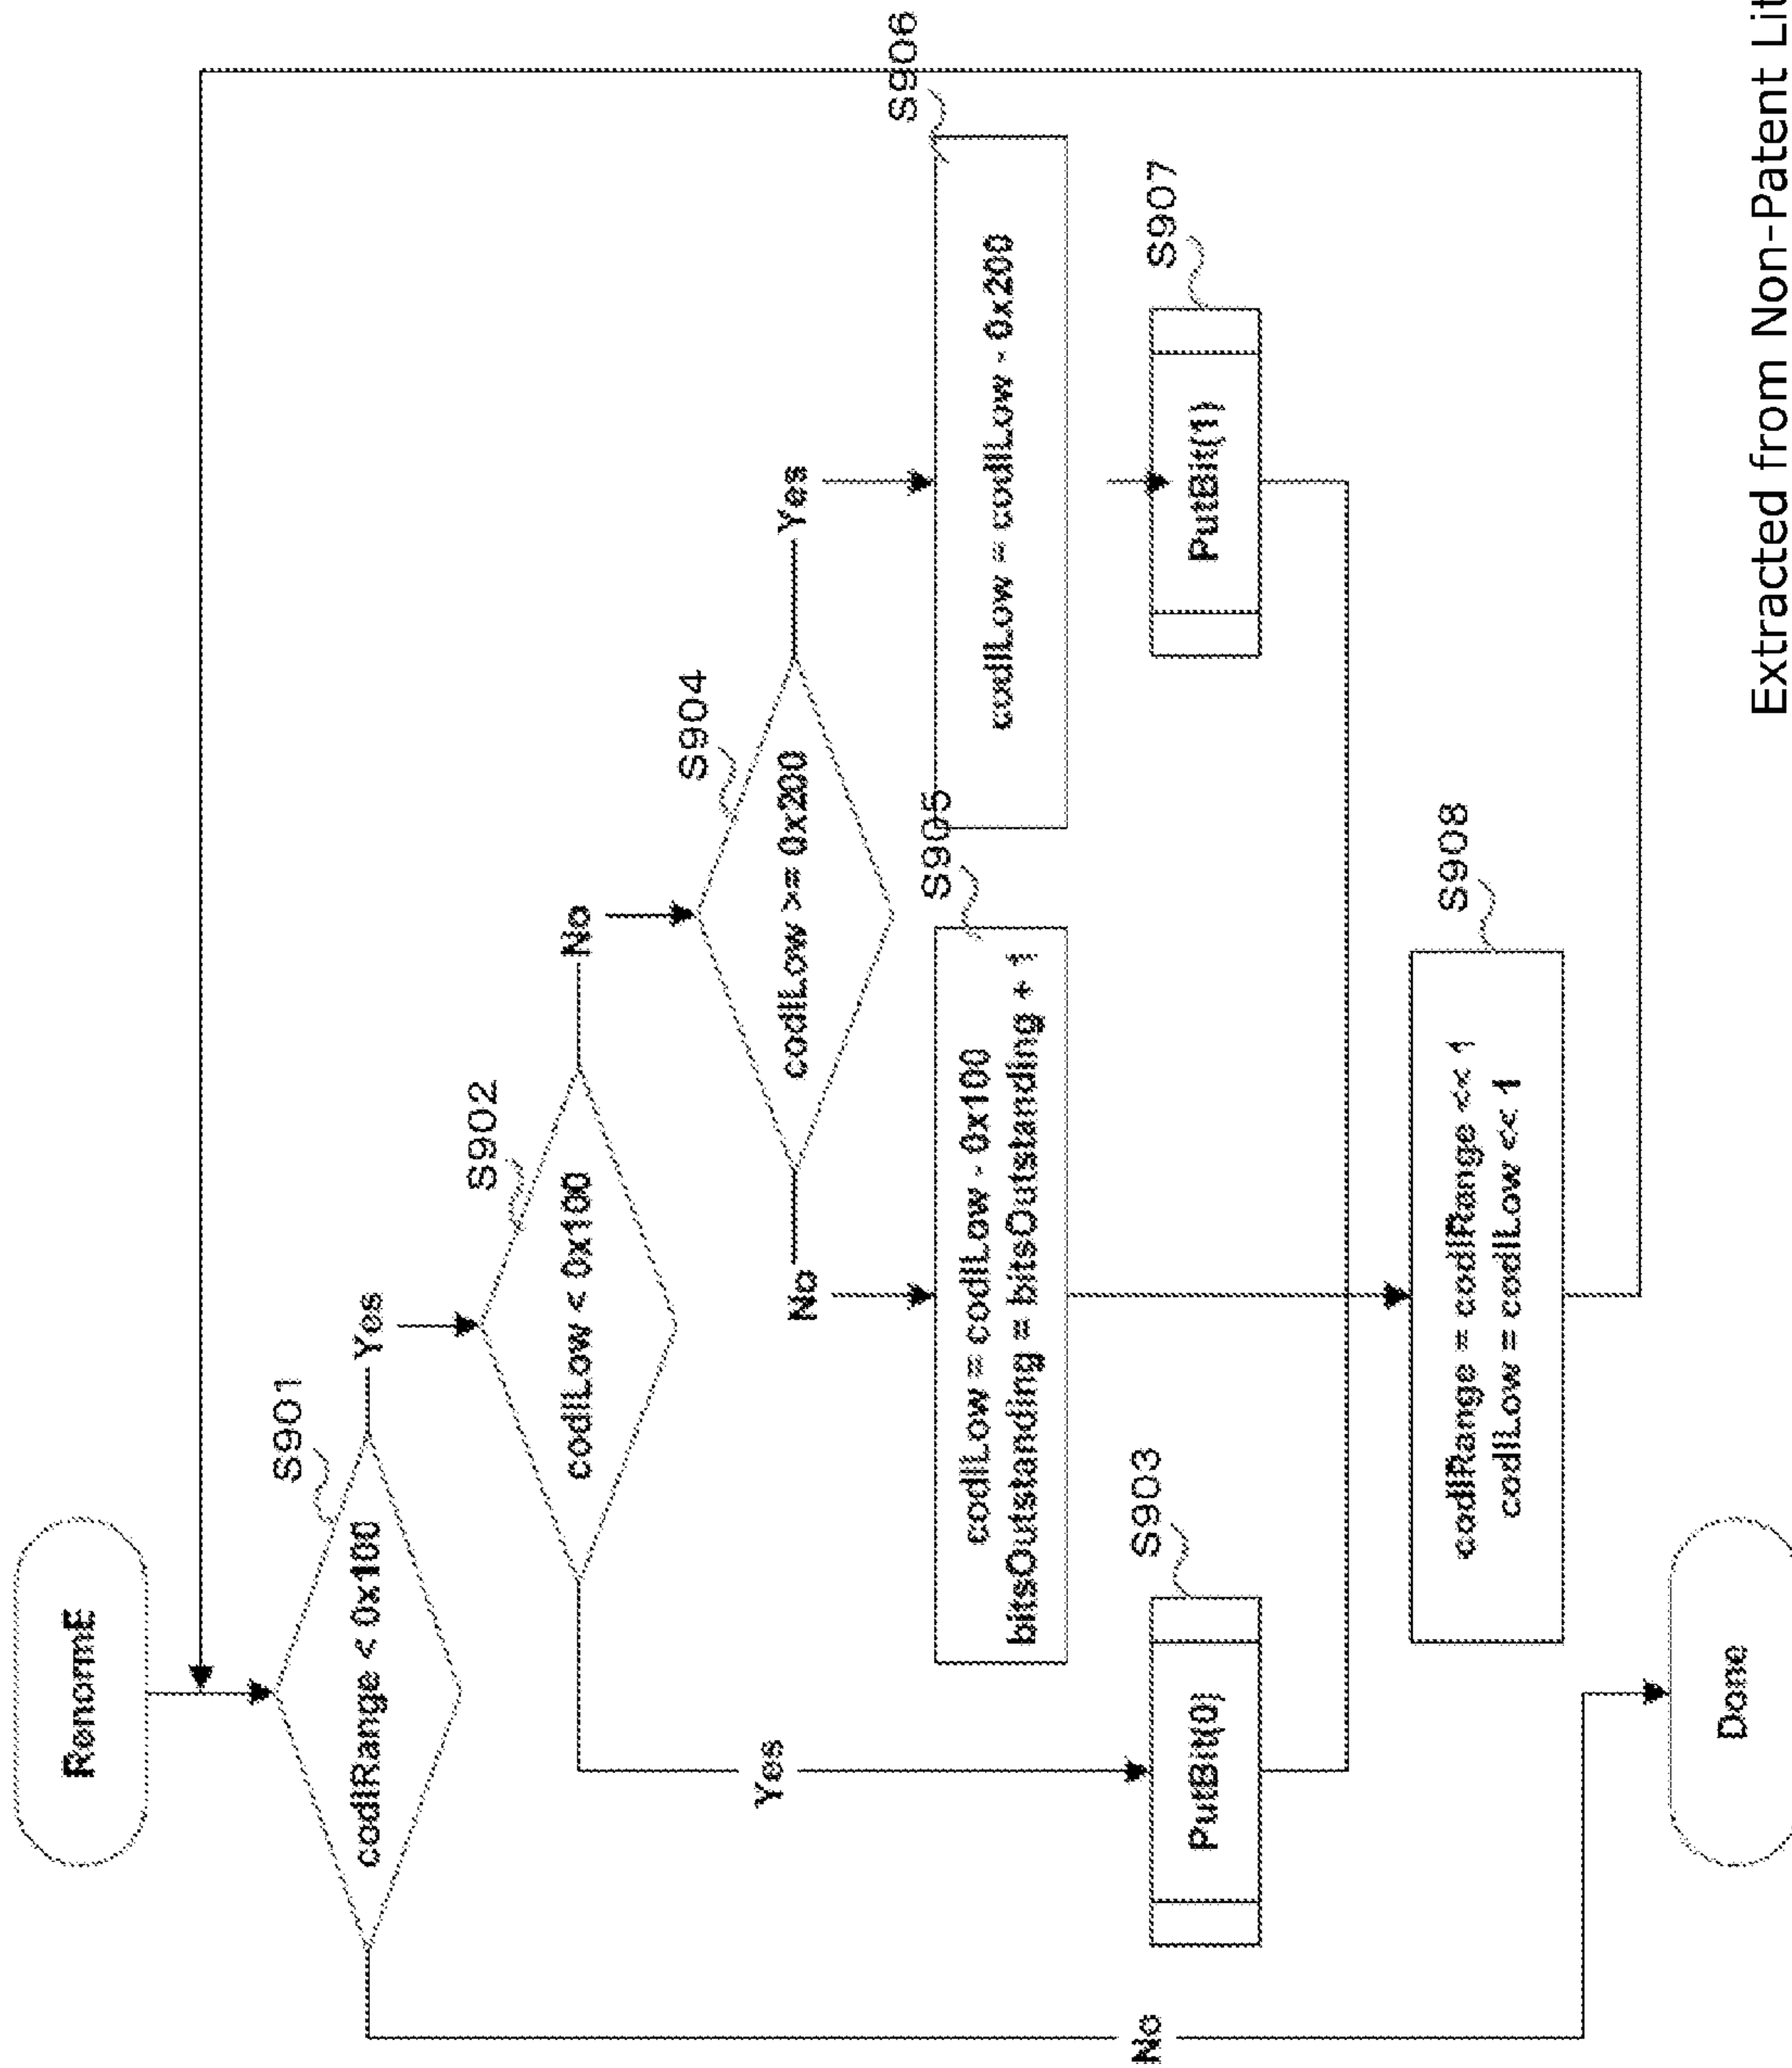 RenormE
S901
codIRange < 0x100
Yes
S902
codILow < 0x100
No
S904
codILow >= 0x200
Yes
No
Yes
S905
codILow = codILow - 0x100
bitsOutstanding = bitsOutstanding + 1
S906
codILow = codILow - 0x200
S903
PutBit(0)
S907
PutBit(1)
No
S908
codIRange = codIRange << 1
codILow = codILow << 1
Done
Extracted from Non-Patent Lit